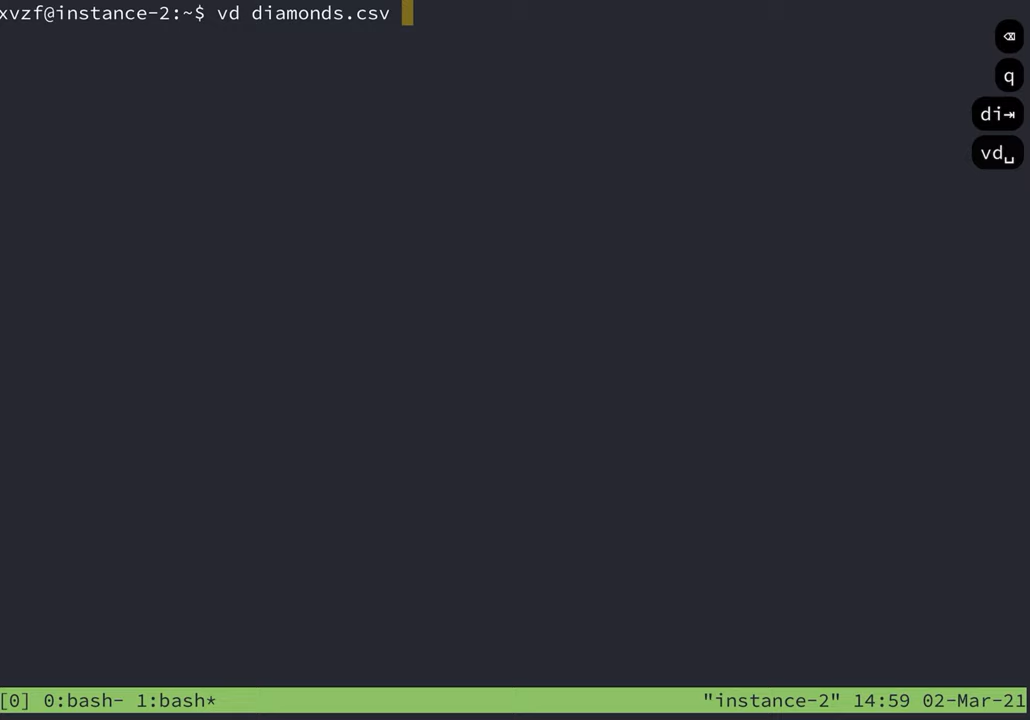 xvzf@instance-2:~$ vd diamonds.csv
⌫
q
di⇥
vd␣
[0] 0:bash- 1:bash* "instance-2" 14:59 02-Mar-21